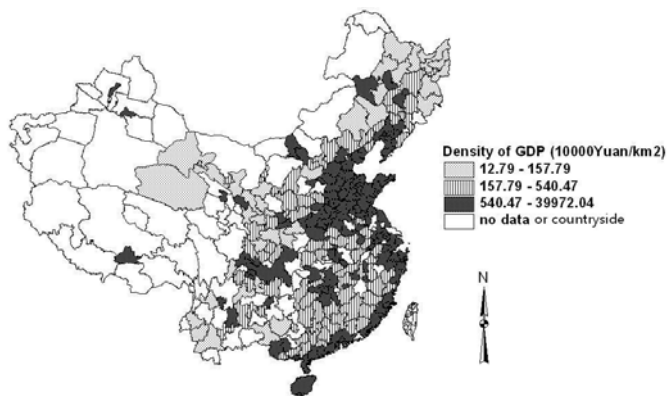 Density of GDP (10000Yuan/km2)
12.79 - 157.79
157.79 - 540.47
540.47 - 39972.04
no data or countryside
N